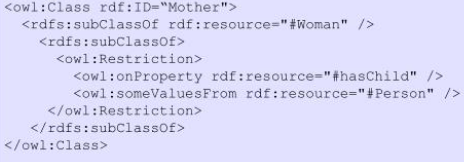 <owl:Class rdf:ID=“Mother">
<rdfs:subClassOf rdf:resource="#Woman" />
<rdfs:subClassOf>
<owl:Restriction>
<owl:onProperty rdf:resource="#hasChild" />
<owl:someValuesFrom rdf:resource="#Person" />
</owl:Restriction>
</rdfs:subClassOf>
</owl:Class>